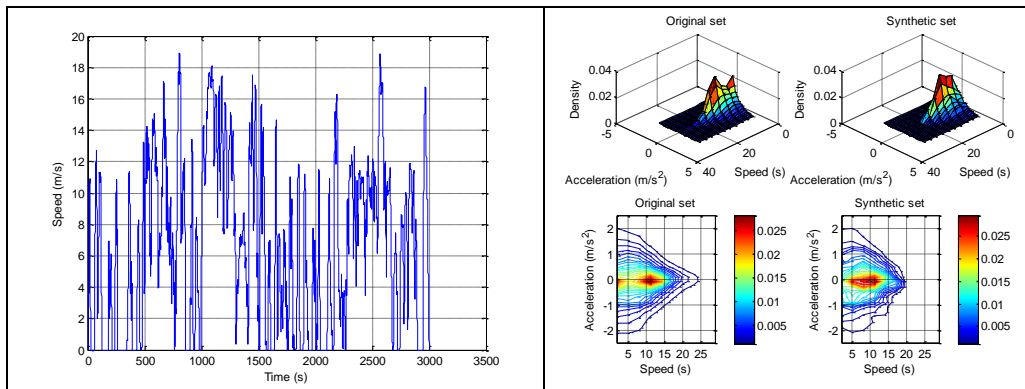 20
18
16
14
12
10
8
6
4
2
0
Speed (m/s)
0 500 1000 1500 2000 2500 3000 3500
Time (s)
Original set
0.04
0.02
0
Density
-5
0
5
40
20
0
Acceleration (m/s²)
Speed (s)
Synthetic set
0.04
0.02
0
Density
-5
0
5
40
20
0
Acceleration (m/s²)
Speed (s)
Original set
2
1
0
-1
-2
Acceleration (m/s²)
5 10 15 20 25
Speed (s)
0.025
0.02
0.015
0.01
0.005
Synthetic set
2
1
0
-1
-2
Acceleration (m/s²)
5 10 15 20 25
Speed (s)
0.025
0.02
0.015
0.01
0.005